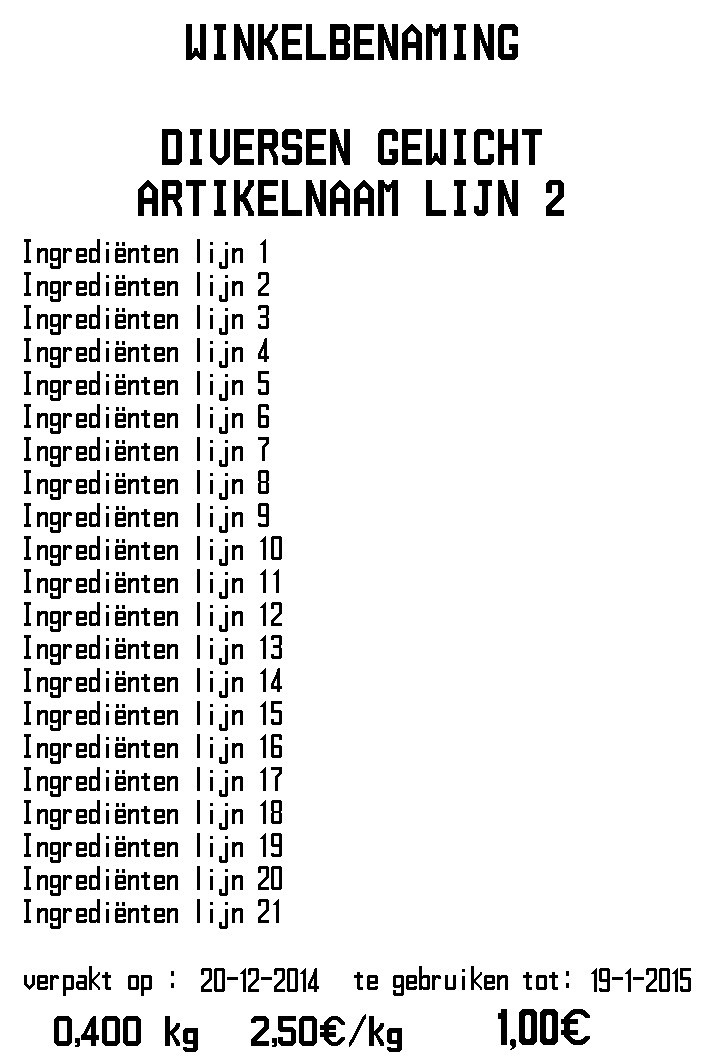 WINKELBENAMING
DIVERSEN GEWICHT
ARTIKELNAAM LIJN 2
Ingrediënten lijn 1
Ingrediënten lijn 2
Ingrediënten lijn 3
Ingrediënten lijn 4
Ingrediënten lijn 5
Ingrediënten lijn 6
Ingrediënten lijn 7
Ingrediënten lijn 8
Ingrediënten lijn 9
Ingrediënten lijn 10
Ingrediënten lijn 11
Ingrediënten lijn 12
Ingrediënten lijn 13
Ingrediënten lijn 14
Ingrediënten lijn 15
Ingrediënten lijn 16
Ingrediënten lijn 17
Ingrediënten lijn 18
Ingrediënten lijn 19
Ingrediënten lijn 20
Ingrediënten lijn 21
verpakt op : 20-12-2014 te gebruiken tot: 19-1-2015
0,400 kg 2,50€/kg 1,00€